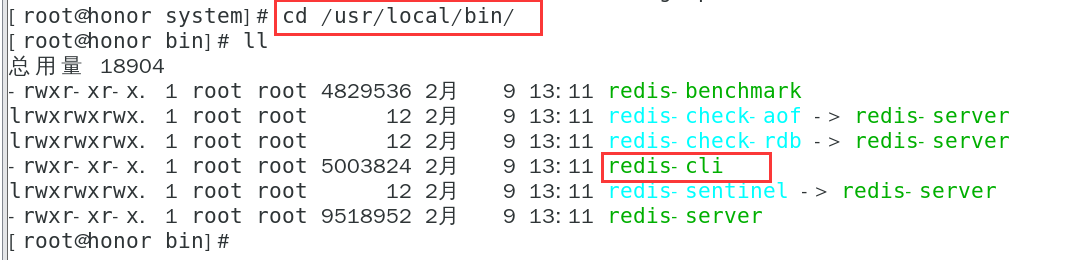 [root@honor system]# cd /usr/local/bin/
[root@honor bin]# ll
总用量 18904
-rwxr-xr-x. 1 root root 4829536 2月   9 13:11 redis-benchmark
lrwxrwxrwx. 1 root root      12 2月   9 13:11 redis-check-aof -> redis-server
lrwxrwxrwx. 1 root root      12 2月   9 13:11 redis-check-rdb -> redis-server
-rwxr-xr-x. 1 root root 5003824 2月   9 13:11 redis-cli
lrwxrwxrwx. 1 root root      12 2月   9 13:11 redis-sentinel -> redis-server
-rwxr-xr-x. 1 root root 9518952 2月   9 13:11 redis-server
[root@honor bin]#